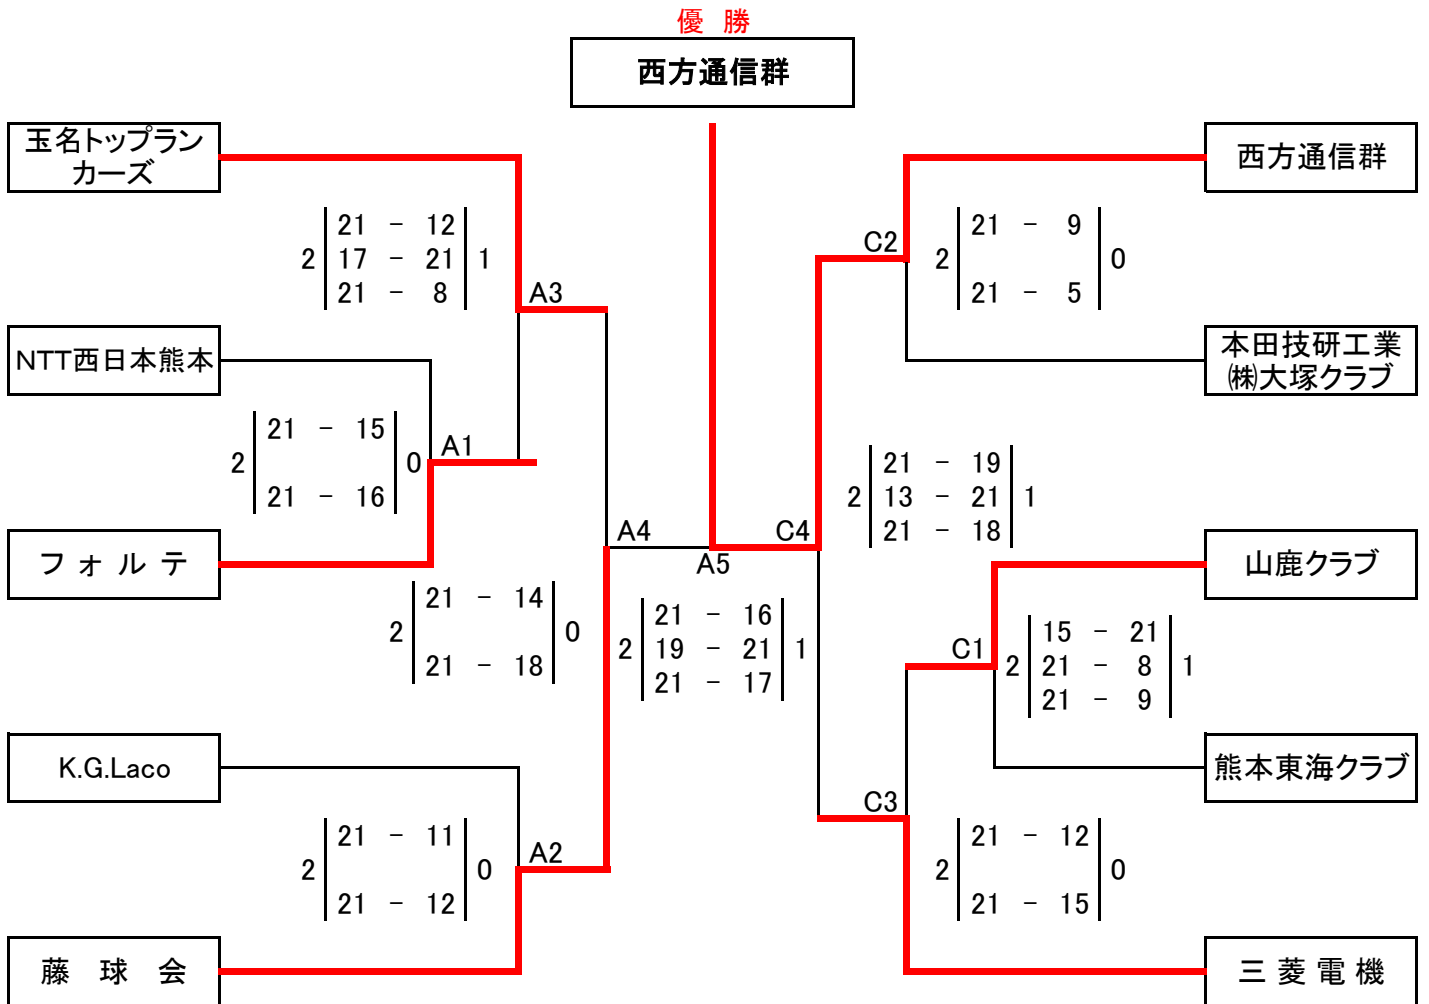 優 勝
西方通信群
玉名トップラン
カーズ
西方通信群
21 － 12
2 17 － 21 1
21 － 8
A3
C2
21 － 9
2 0
21 － 5
NTT西日本熊本
本田技研工業
㈱大塚クラブ
21 － 15
2 0
21 － 16
A1
21 － 19
2 13 － 21 1
21 － 18
フ ォ ル テ
A4
C4
A5
山鹿クラブ
21 － 14
2 0
21 － 18
21 － 16
2 19 － 21 1
21 － 17
C1
15 － 21
2 21 － 8 1
21 － 9
K.G.Laco
熊本東海クラブ
21 － 11
2 0
21 － 12
A2
C3
21 － 12
2 0
21 － 15
藤 球 会
三 菱 電 機